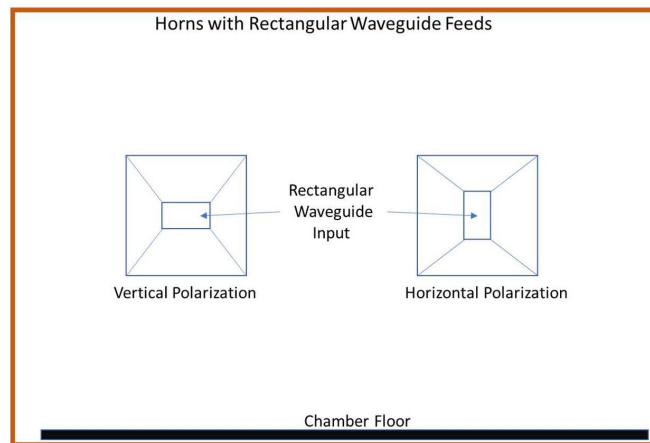 Horns with Rectangular Waveguide Feeds
Rectangular
Waveguide
Input
Vertical Polarization
Horizontal Polarization
Chamber Floor